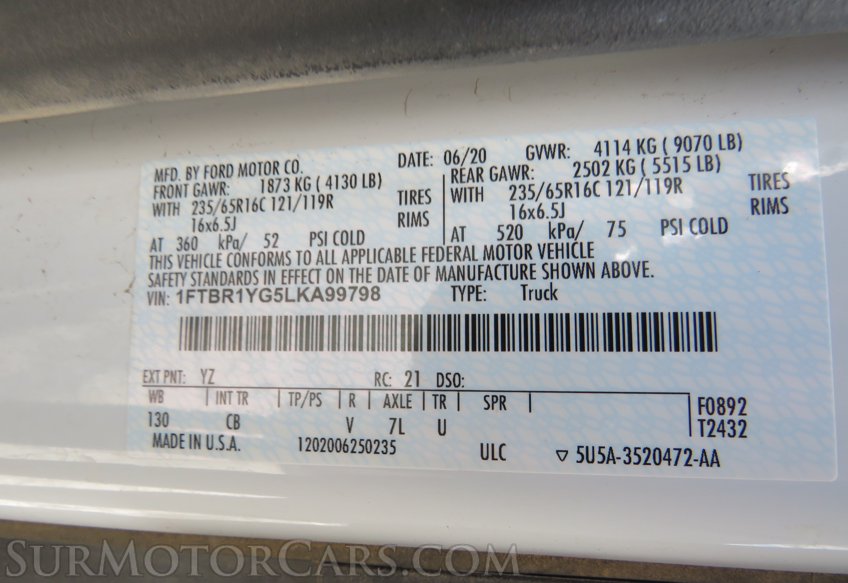 MFD. BY FORD MOTOR CO. DATE: 06/20 GVWR: 4114 KG ( 9070 LB)
FRONT GAWR: 1873 KG ( 4130 LB) REAR GAWR: 2502 KG ( 5515 LB)
WITH 235/65R16C 121/119R TIRES WITH 235/65R16C 121/119R TIRES
16x6.5J RIMS 16x6.5J RIMS
AT 360 kPa/ 52 PSI COLD AT 520 kPa/ 75 PSI COLD
THIS VEHICLE CONFORMS TO ALL APPLICABLE FEDERAL MOTOR VEHICLE
SAFETY STANDARDS IN EFFECT ON THE DATE OF MANUFACTURE SHOWN ABOVE.
VIN: 1FTBR1YG5LKA99798 TYPE: Truck
EXT PNT: YZ RC: 21 DSO:
WB INT TR TP/PS R AXLE TR SPR F0892
130 CB V 7L U T2432
MADE IN U.S.A. 1202006250235 ULC ▽ 5U5A-3520472-AA
SURMOTORCARS.COM